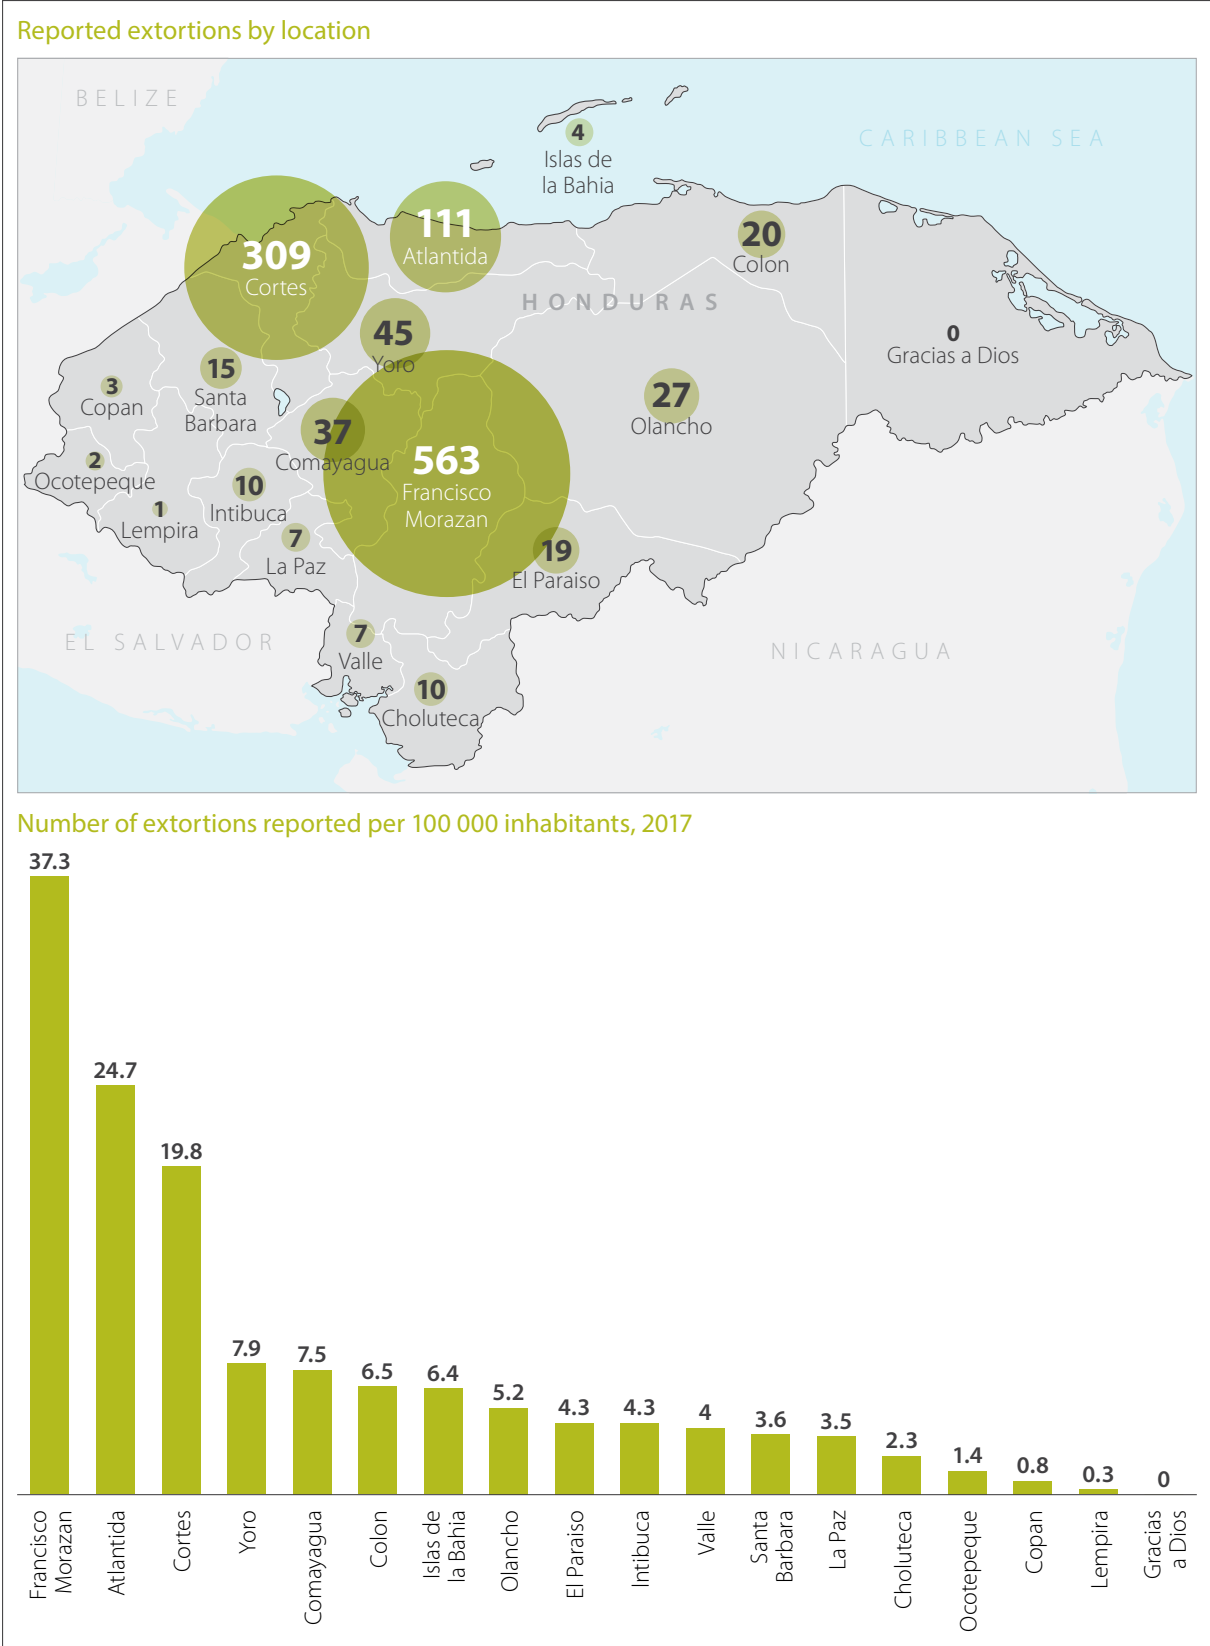 Reported extortions by location
BELIZE
CARIBBEAN SEA
4
Islas de
la Bahia
309
Cortes
111
Atlantida
20
Colon
HONDURAS
45
Yoro
0
Gracias a Dios
15
Santa
Barbara
3
Copan
27
Olancho
37
Comayagua
563
Francisco
Morazan
2
Ocotepeque
10
Intibuca
1
Lempira
7
La Paz
19
El Paraiso
EL SALVADOR
7
Valle
NICARAGUA
10
Choluteca
Number of extortions reported per 100 000 inhabitants, 2017
37.3
24.7
19.8
7.9
7.5
6.5
6.4
5.2
4.3
4.3
4
3.6
3.5
2.3
1.4
0.8
0.3
0
Francisco
Morazan
Atlantida
Cortes
Yoro
Comayagua
Colon
Islas de
la Bahia
Olancho
El Paraiso
Intibuca
Valle
Santa
Barbara
La Paz
Choluteca
Ocotepeque
Copan
Lempira
Gracias
a Dios